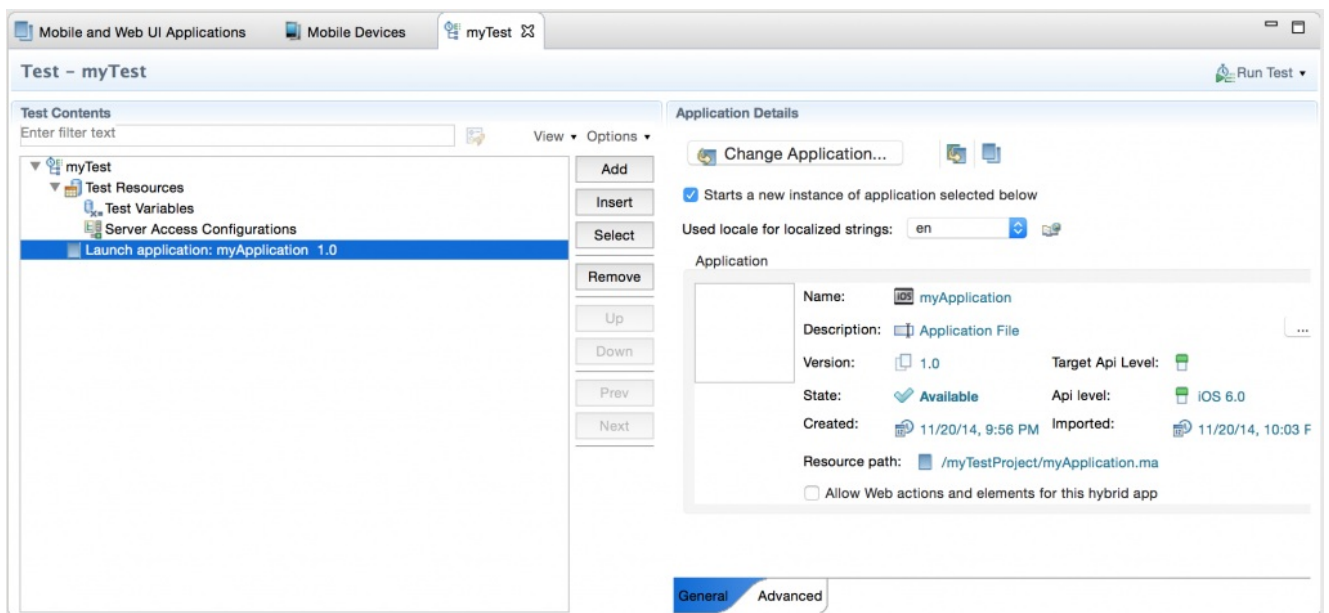 Mobile and Web UI Applications Mobile Devices myTest
Test - myTest Run Test
Test Contents
Enter filter text View Options
myTest
Test Resources
Test Variables
Server Access Configurations
Launch application: myApplication 1.0
Add
Insert
Select
Remove
Up
Down
Prev
Next
Application Details
Change Application...
Starts a new instance of application selected below
Used locale for localized strings: en
Application
Name: iOS myApplication
Description: Application File ...
Version: 1.0 Target Api Level:
State: Available Api level: iOS 6.0
Created: 11/20/14, 9:56 PM Imported: 11/20/14, 10:03 P
Resource path: /myTestProject/myApplication.ma
Allow Web actions and elements for this hybrid app
General Advanced